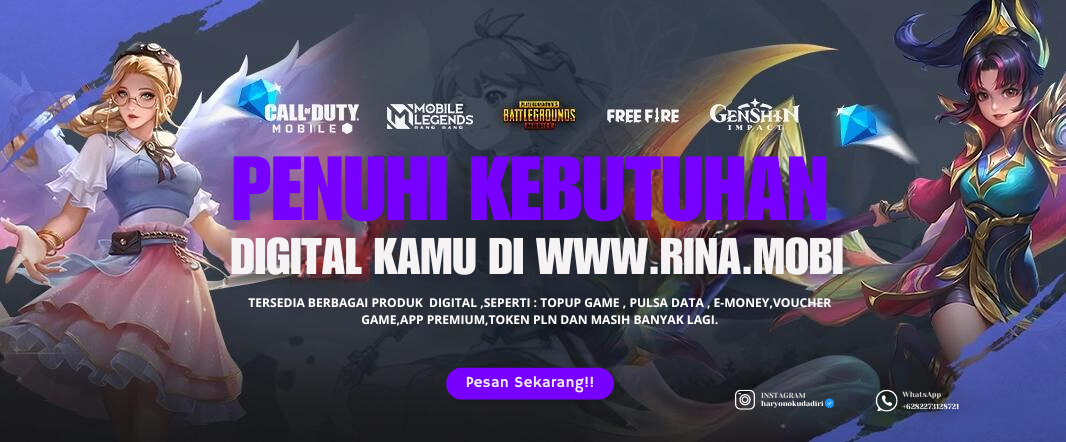 CALL OF DUTY
MOBILE
MOBILE
LEGENDS
BANG BANG
PLAYERUNKNOWN'S
BATTLEGROUNDS
MOBILE
FREE FIRE
GENSHIN
IMPACT
PENUHI KEBUTUHAN
DIGITAL KAMU DI WWW.RINA.MOBI
TERSEDIA BERBAGAI PRODUK DIGITAL ,SEPERTI : TOPUP GAME , PULSA DATA , E-MONEY,VOUCHER
GAME,APP PREMIUM,TOKEN PLN DAN MASIH BANYAK LAGI.
Pesan Sekarang!!
INSTAGRAM
haryonokudadiri
WhatsApp
+6282273128721